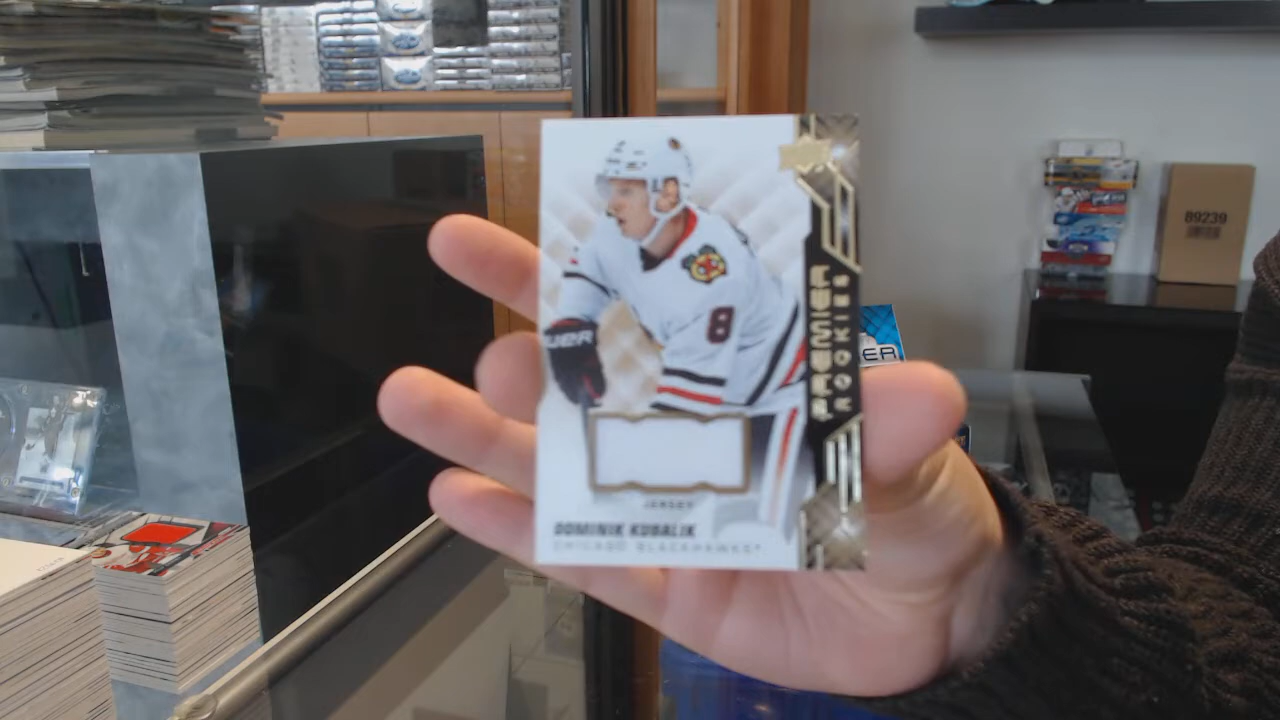 89239
8
PREMIER
ROOKIES
JERSEY
DOMINIK KUBALIK
CHICAGO BLACKHAWKS